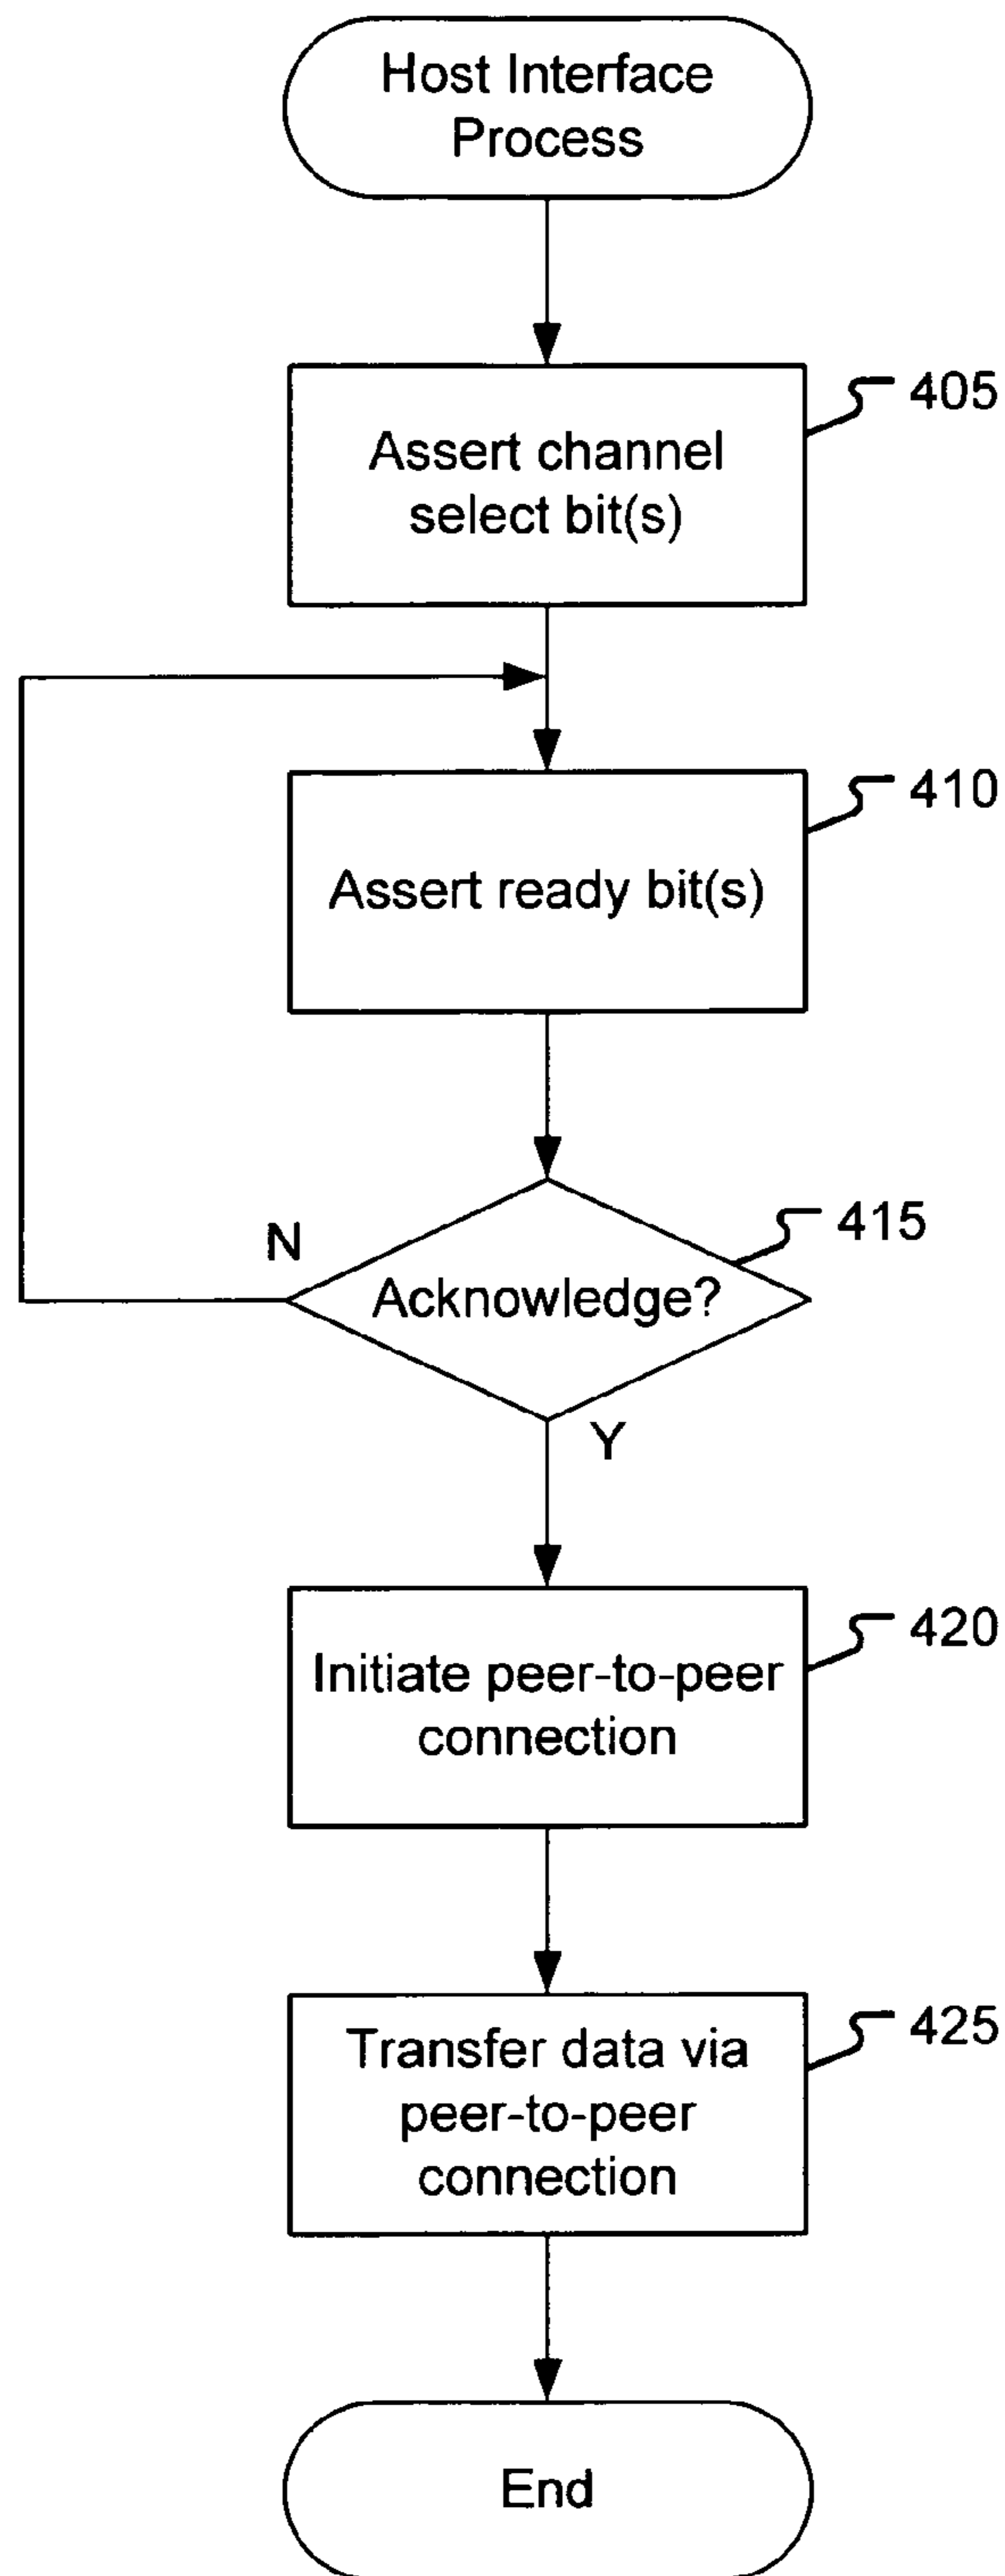 Host Interface
Process
405
Assert channel
select bit(s)
410
Assert ready bit(s)
415
N
Acknowledge?
Y
420
Initiate peer-to-peer
connection
425
Transfer data via
peer-to-peer
connection
End